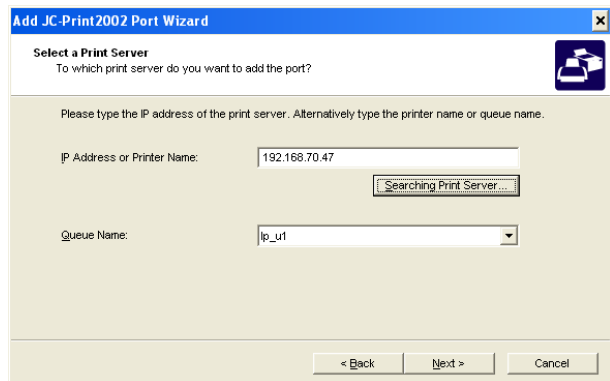 Add JC-Print2002 Port Wizard
Select a Print Server
To which print server do you want to add the port?
Please type the IP address of the print server. Alternatively type the printer name or queue name.
IP Address or Printer Name:
192.168.70.47
Searching Print Server...
Queue Name:
lp_u1
< Back
Next >
Cancel